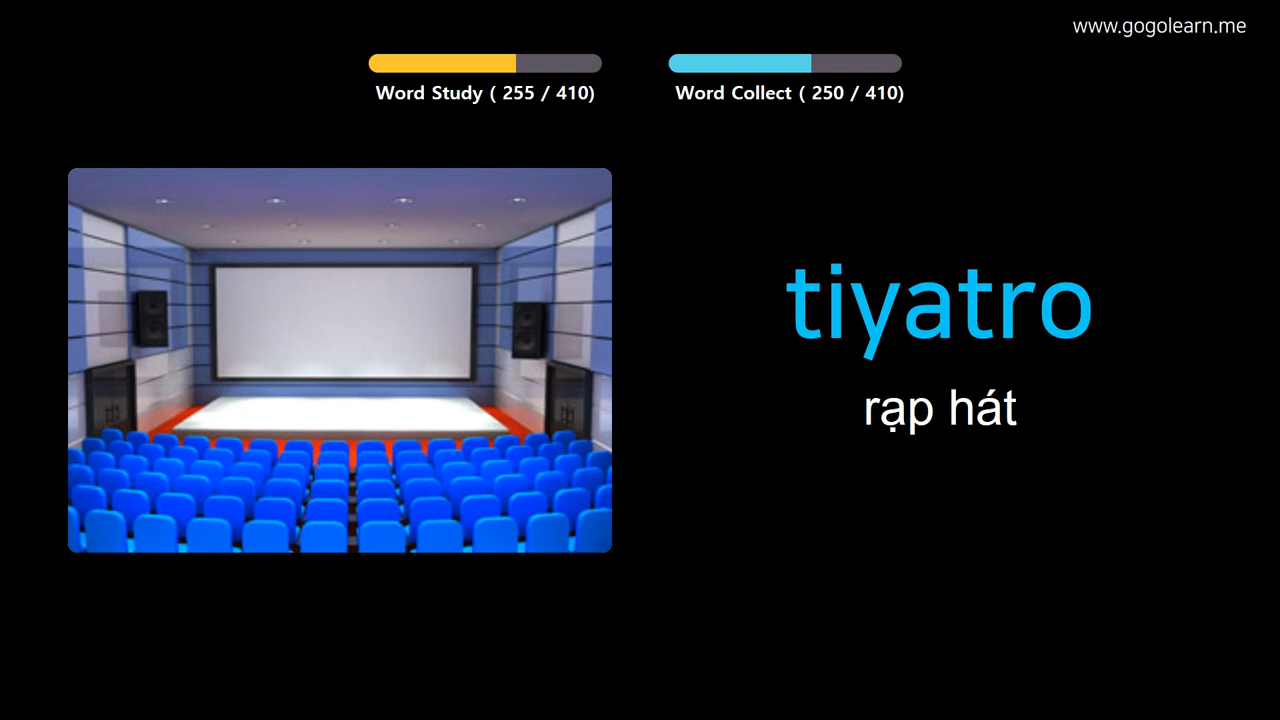 www.gogolearn.me
Word Study ( 255 / 410)
Word Collect ( 250 / 410)
tiyatro
rạp hát